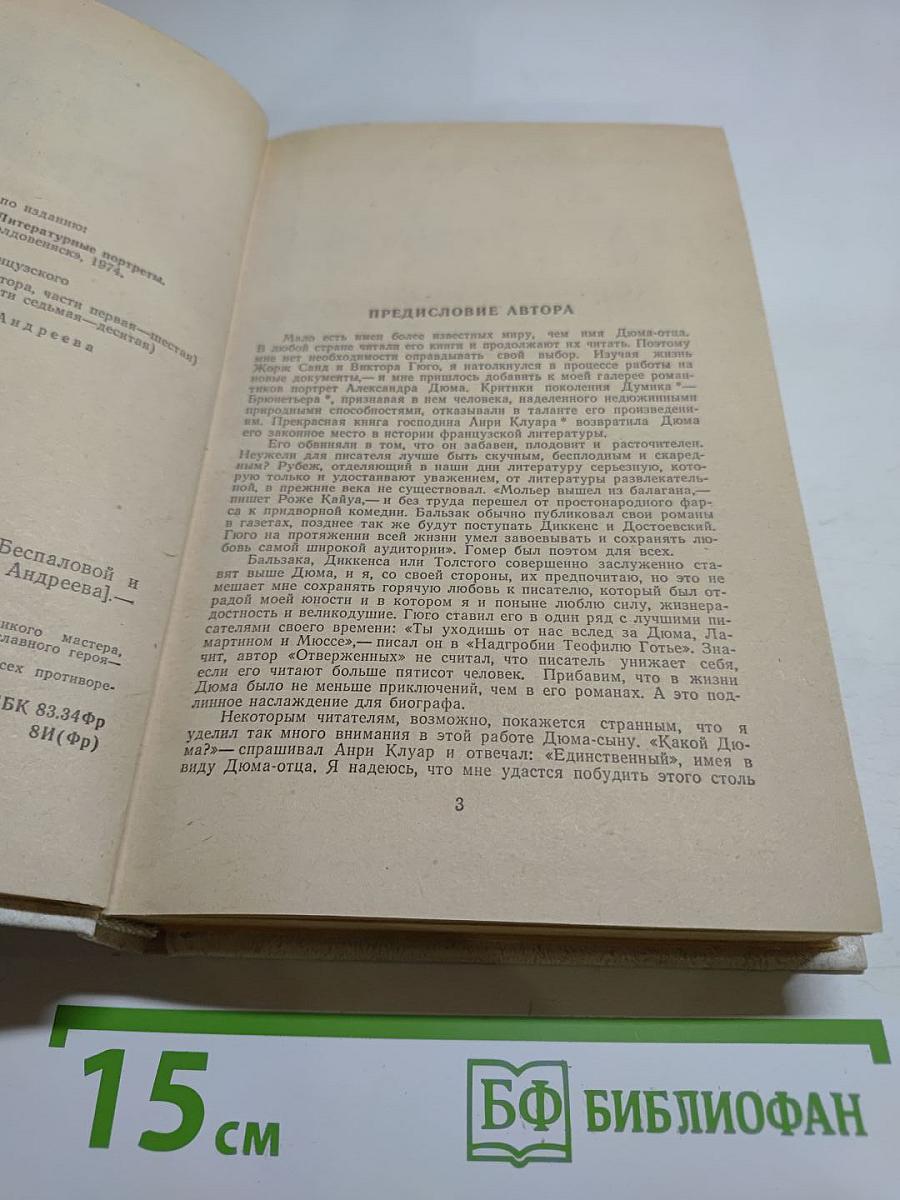 по изданию:
Литературные портреты.
1974.
части первая—шестая)
седьмая—десятая)
Андреева
Беспаловой и
Андреева].—
мастера,
славного героя—
всех противоре-
ББК 83.34Фр
8И(Фр)
ПРЕДИСЛОВИЕ АВТОРА
Мало есть имен более известных миру, чем имя Дюма-отца.
В любой стране читали его книги и продолжают их читать. Поэтому
мне нет необходимости оправдывать свой выбор. Изучая жизнь
Жорж Санд и Виктора Гюго, я натолкнулся в процессе работы на
новые документы,— и мне пришлось добавить к моей галерее роман-
тиков портрет Александра Дюма. Критики поколения Думика*—
Брюнетьера*, признавая в нем человека, наделенного недюжинными
природными способностями, отказывали в таланте его произведени-
ям. Прекрасная книга господина Анри Клуара* возвратила Дюма
его законное место в истории французской литературы.
Его обвиняли в том, что он забавен, плодовит и расточителен.
Неужели для писателя лучше быть скучным, бесплодным и скаред-
ным? Рубеж, отделяющий в наши дни литературу серьезную, кото-
рую только и удостаивают уважением, от литературы развлекатель-
ной, в прежние века не существовал. «Мольер вышел из балагана,—
пишет Роже Кайуа,— и без труда перешел от простонародного фар-
са к придворной комедии. Бальзак обычно публиковал свои романы
в газетах, позднее так же будут поступать Диккенс и Достоевский.
Гюго на протяжении всей жизни умел завоевывать и сохранять лю-
бовь самой широкой аудитории». Гомер был поэтом для всех.
Бальзака, Диккенса или Толстого совершенно заслуженно ста-
вят выше Дюма, и я, со своей стороны, их предпочитаю, но это не
мешает мне сохранять горячую любовь к писателю, который был от-
радой моей юности и в котором я и поныне люблю силу, жизнера-
достность и великодушие. Гюго ставил его в один ряд с лучшими пи-
сателями своего времени: «Ты уходишь от нас вслед за Дюма, Ла-
мартином и Мюссе»,— писал он в «Надгробии Теофилю Готье». Зна-
чит, автор «Отверженных» не считал, что писатель унижает себя,
если его читают больше пятисот человек. Прибавим, что в жизни
Дюма было не меньше приключений, чем в его романах. А это под-
линное наслаждение для биографа.
Некоторым читателям, возможно, покажется странным, что я
уделил так много внимания в этой работе Дюма-сыну. «Какой Дю-
ма?»— спрашивал Анри Клуар и отвечал: «Единственный», имея в
виду Дюма-отца. Я надеюсь, что мне удастся побудить этого столь
3
15 см
БФ БИБЛИОФАН